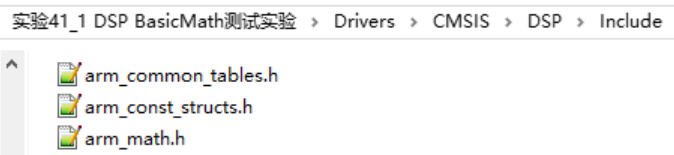 实验41_1 DSP BasicMath测试实验 › Drivers › CMSIS › DSP › Include
arm_common_tables.h
arm_const_structs.h
arm_math.h